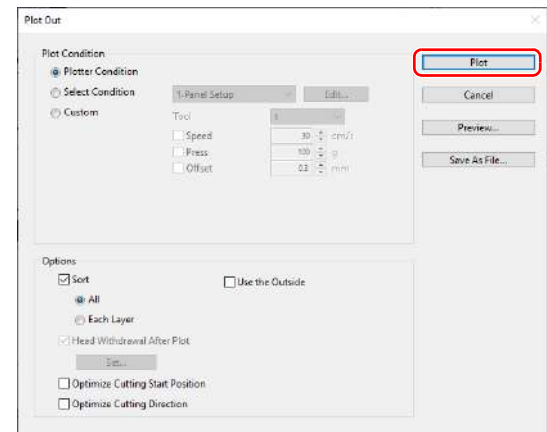 Plot Out
Plot Condition
Plotter Condition
Plot
Select Condition
1-Panel Setup
Edit...
Cancel
Custom
Tool
1
Speed
30
cm/s
Preview...
Press
100
g
Save As File...
Offset
0.3
mm
Options
Sort
Use the Outside
All
Each Layer
Head Withdrawal After Plot
Set...
Optimize Cutting Start Position
Optimize Cutting Direction